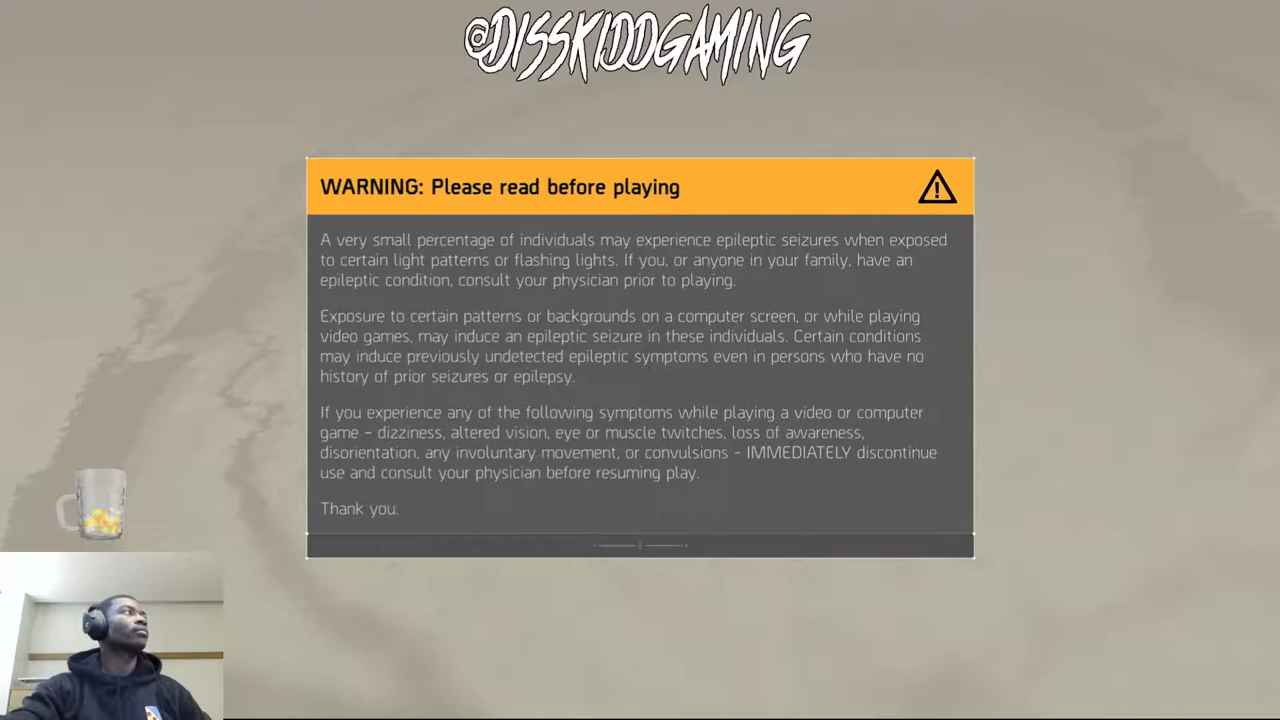 @DISSKIDDGAMING
WARNING: Please read before playing
A very small percentage of individuals may experience epileptic seizures when exposed
to certain light patterns or flashing lights. If you, or anyone in your family, have an
epileptic condition, consult your physician prior to playing.
Exposure to certain patterns or backgrounds on a computer screen, or while playing
video games, may induce an epileptic seizure in these individuals. Certain conditions
may induce previously undetected epileptic symptoms even in persons who have no
history of prior seizures or epilepsy.
If you experience any of the following symptoms while playing a video or computer
game – dizziness, altered vision, eye or muscle twitches, loss of awareness,
disorientation, any involuntary movement, or convulsions – IMMEDIATELY discontinue
use and consult your physician before resuming play.
Thank you.